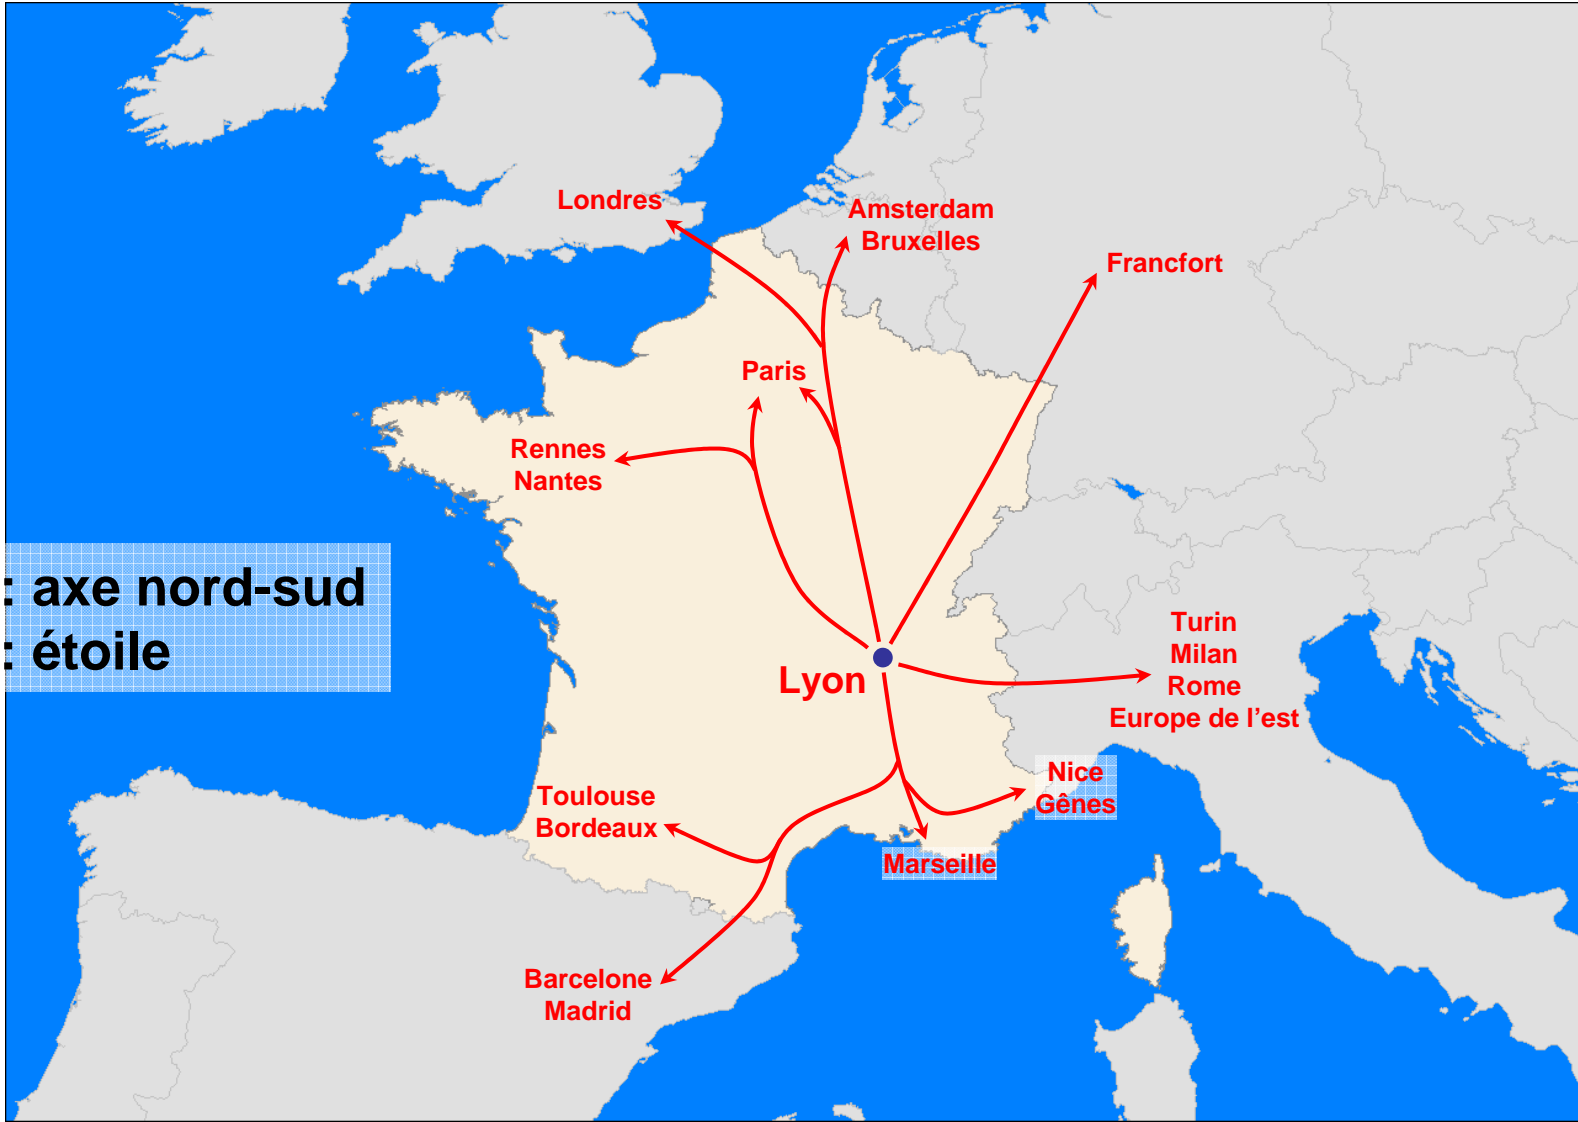 Londres
Amsterdam
Bruxelles
Francfort
Paris
Rennes
Nantes
: axe nord-sud
: étoile
Lyon
Turin
Milan
Rome
Europe de l'est
Nice
Gênes
Toulouse
Bordeaux
Marseille
Barcelone
Madrid